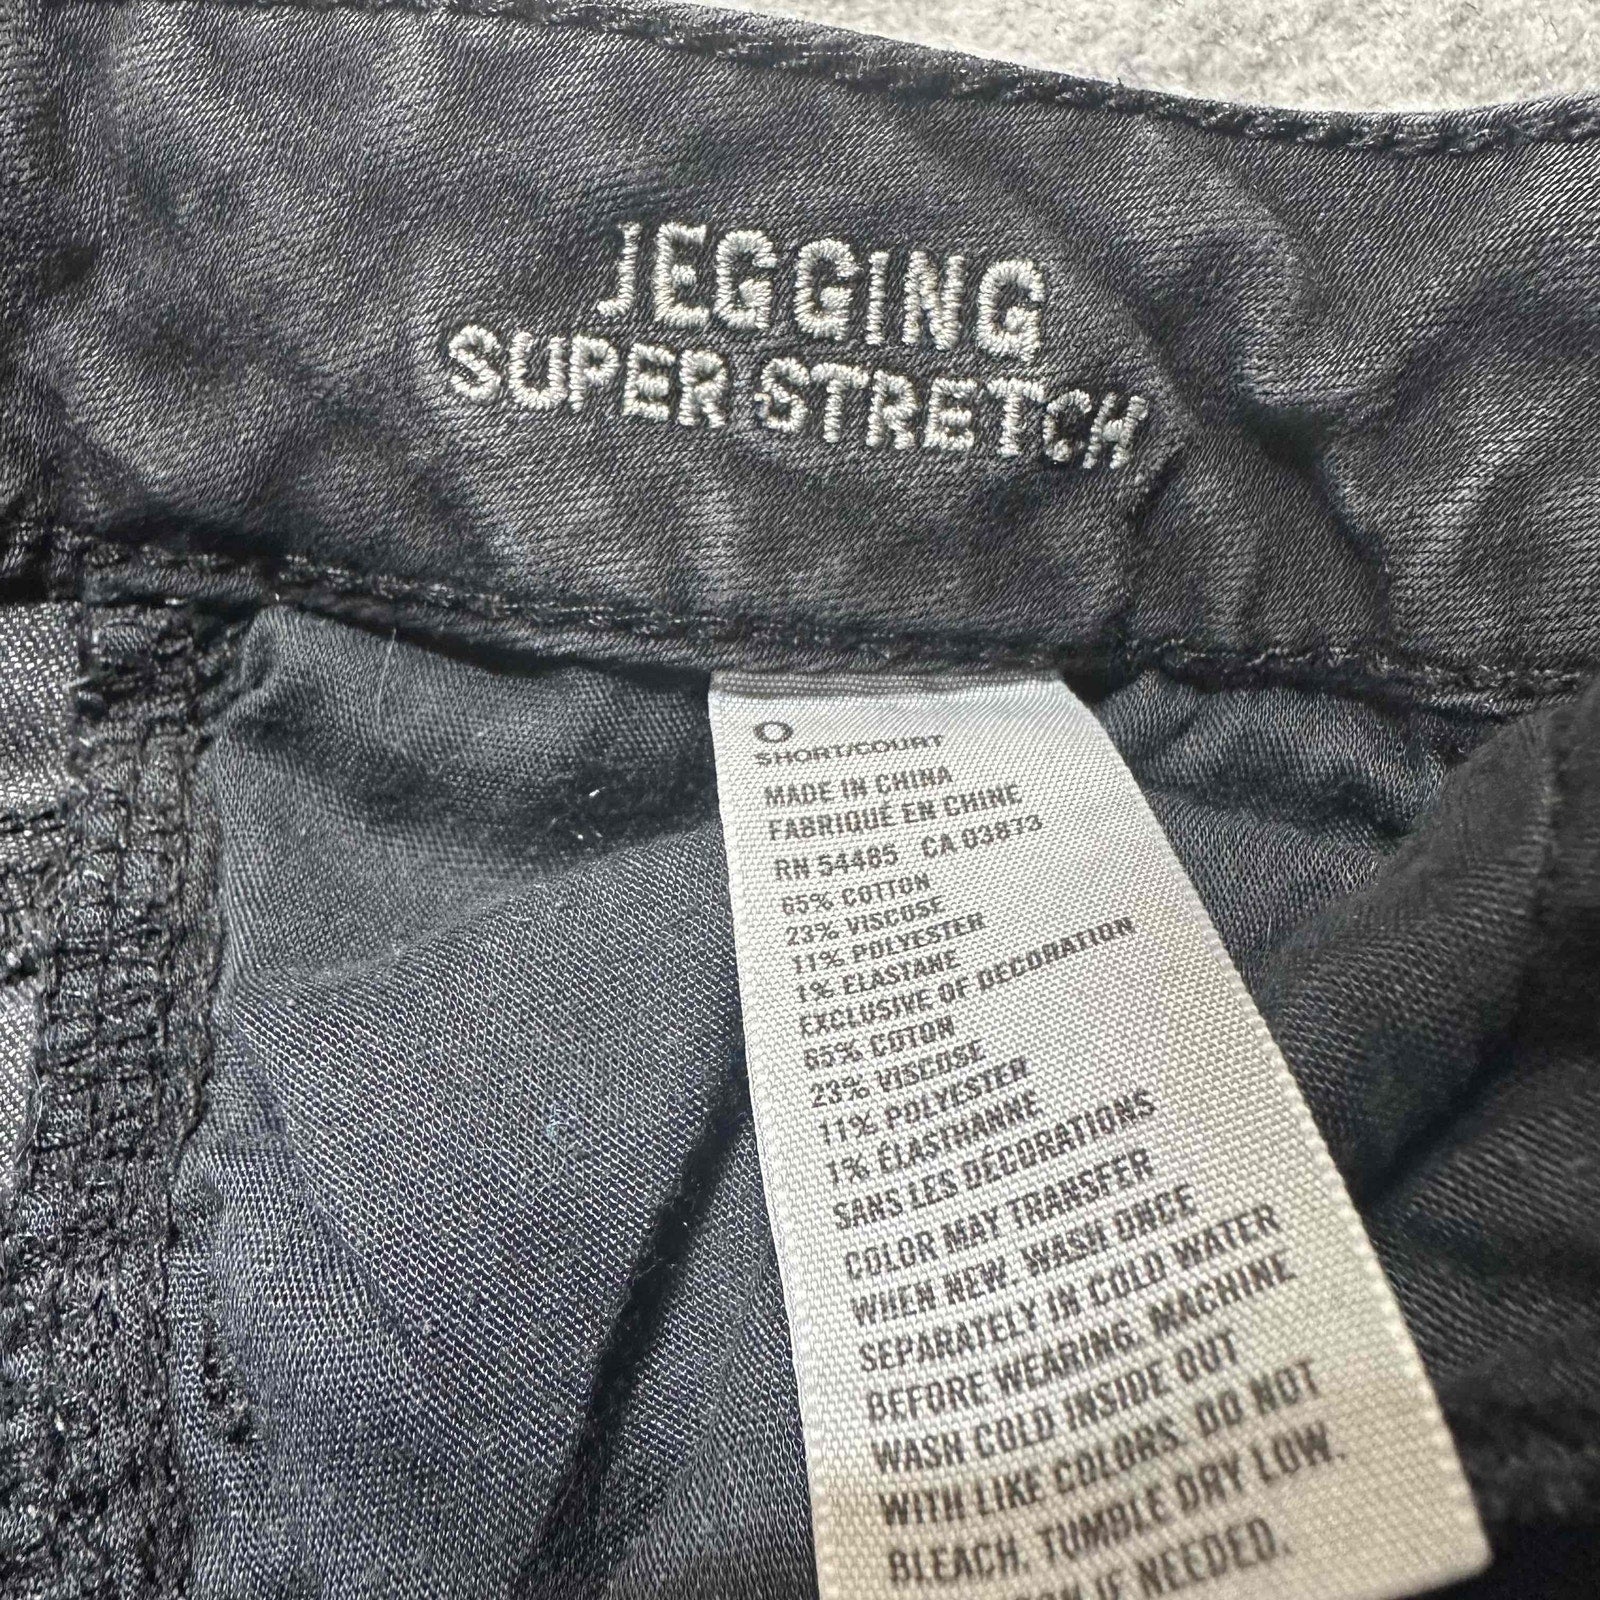 JEGGING
SUPER STRETCH
0
SHORT/COURT
MADE IN CHINA
FABRIQUÉ EN CHINE
RN 54485 CA 03873
65% COTTON
23% VISCOSE
11% POLYESTER
1% ELASTANE
EXCLUSIVE OF DECORATION
65% COTON
23% VISCOSE
11% POLYESTER
1% ÉLASTHANNE
SANS LES DÉCORATIONS
COLOR MAY TRANSFER
WHEN NEW. WASH ONCE
SEPARATELY IN COLD WATER
BEFORE WEARING. MACHINE
WASH COLD INSIDE OUT
WITH LIKE COLORS. DO NOT
BLEACH. TUMBLE DRY LOW.
IF NEEDED.